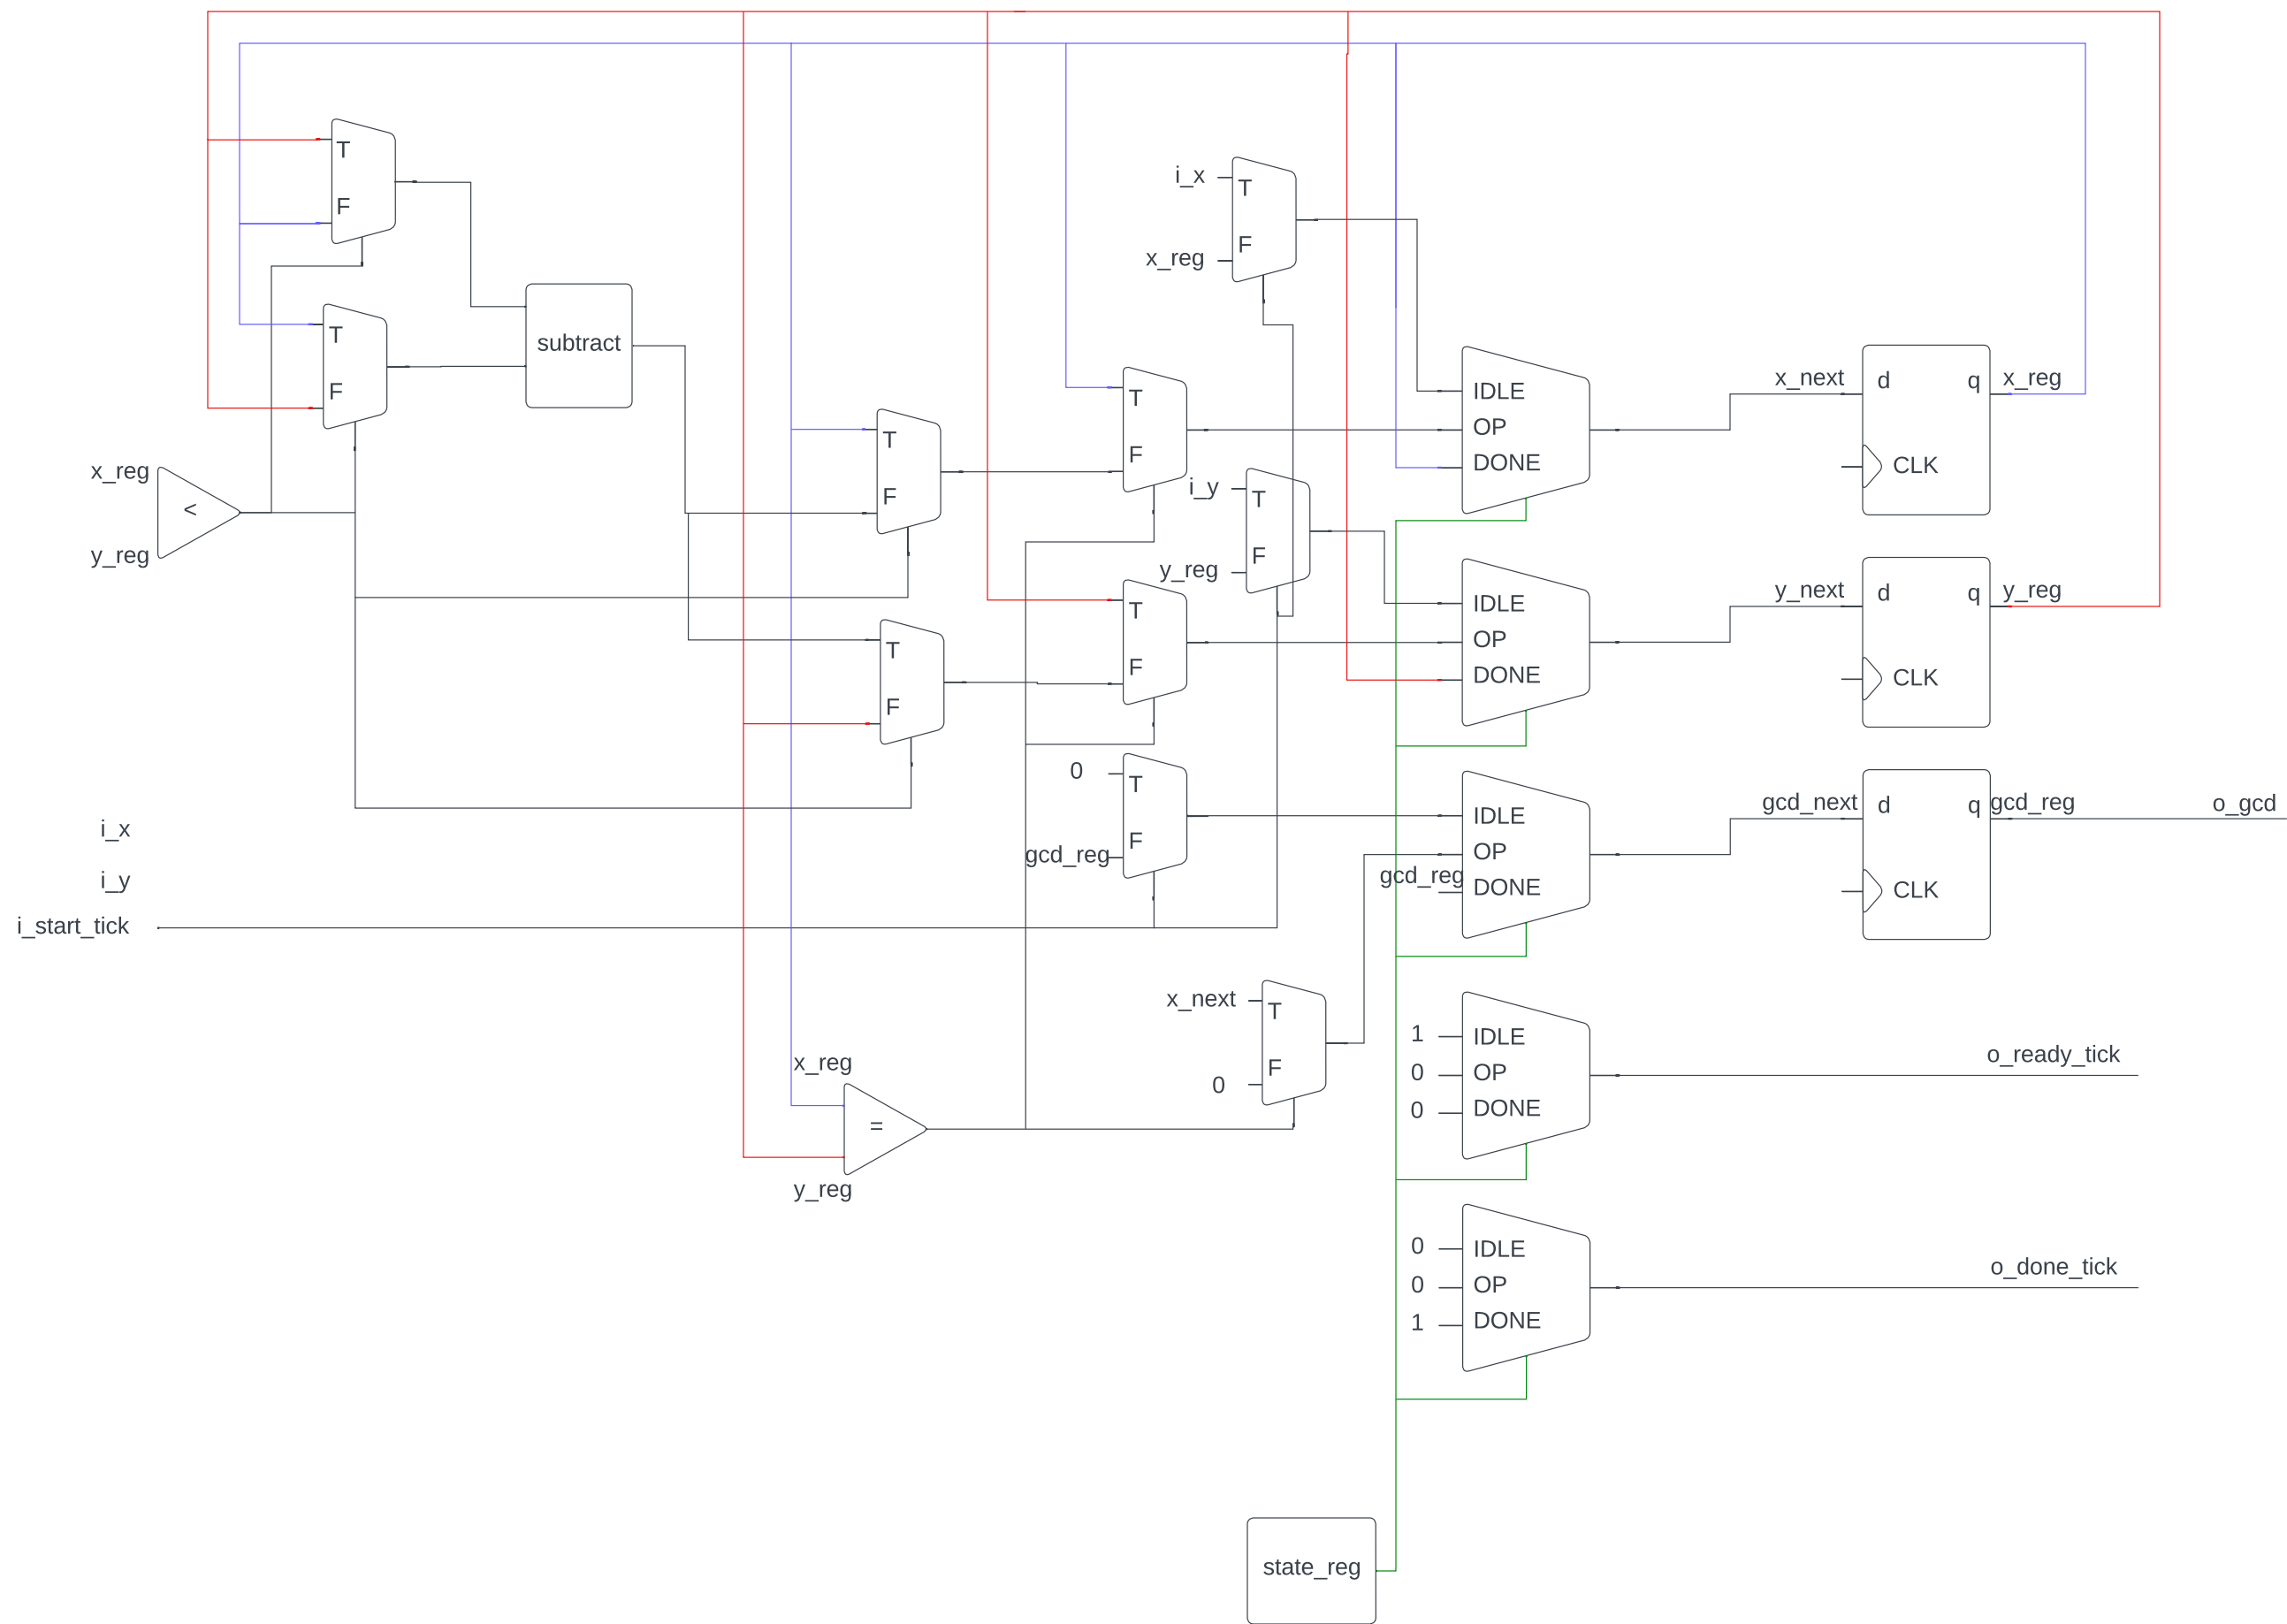 T
F
i_x
T
F
x_reg
subtract
T
F
x_reg
<
y_reg
T
F
T
F
i_y
T
F
y_reg
IDLE
OP
DONE
x_next
d
q
x_reg
CLK
T
F
T
F
IDLE
OP
DONE
y_next
d
q
y_reg
CLK
0
T
F
gcd_reg
IDLE
OP
gcd_reg
DONE
gcd_next
d
q
gcd_reg
o_gcd
CLK
i_x
i_y
i_start_tick
x_next
T
F
0
x_reg
=
y_reg
1
IDLE
0
OP
0
DONE
o_ready_tick
0
IDLE
0
OP
1
DONE
o_done_tick
state_reg